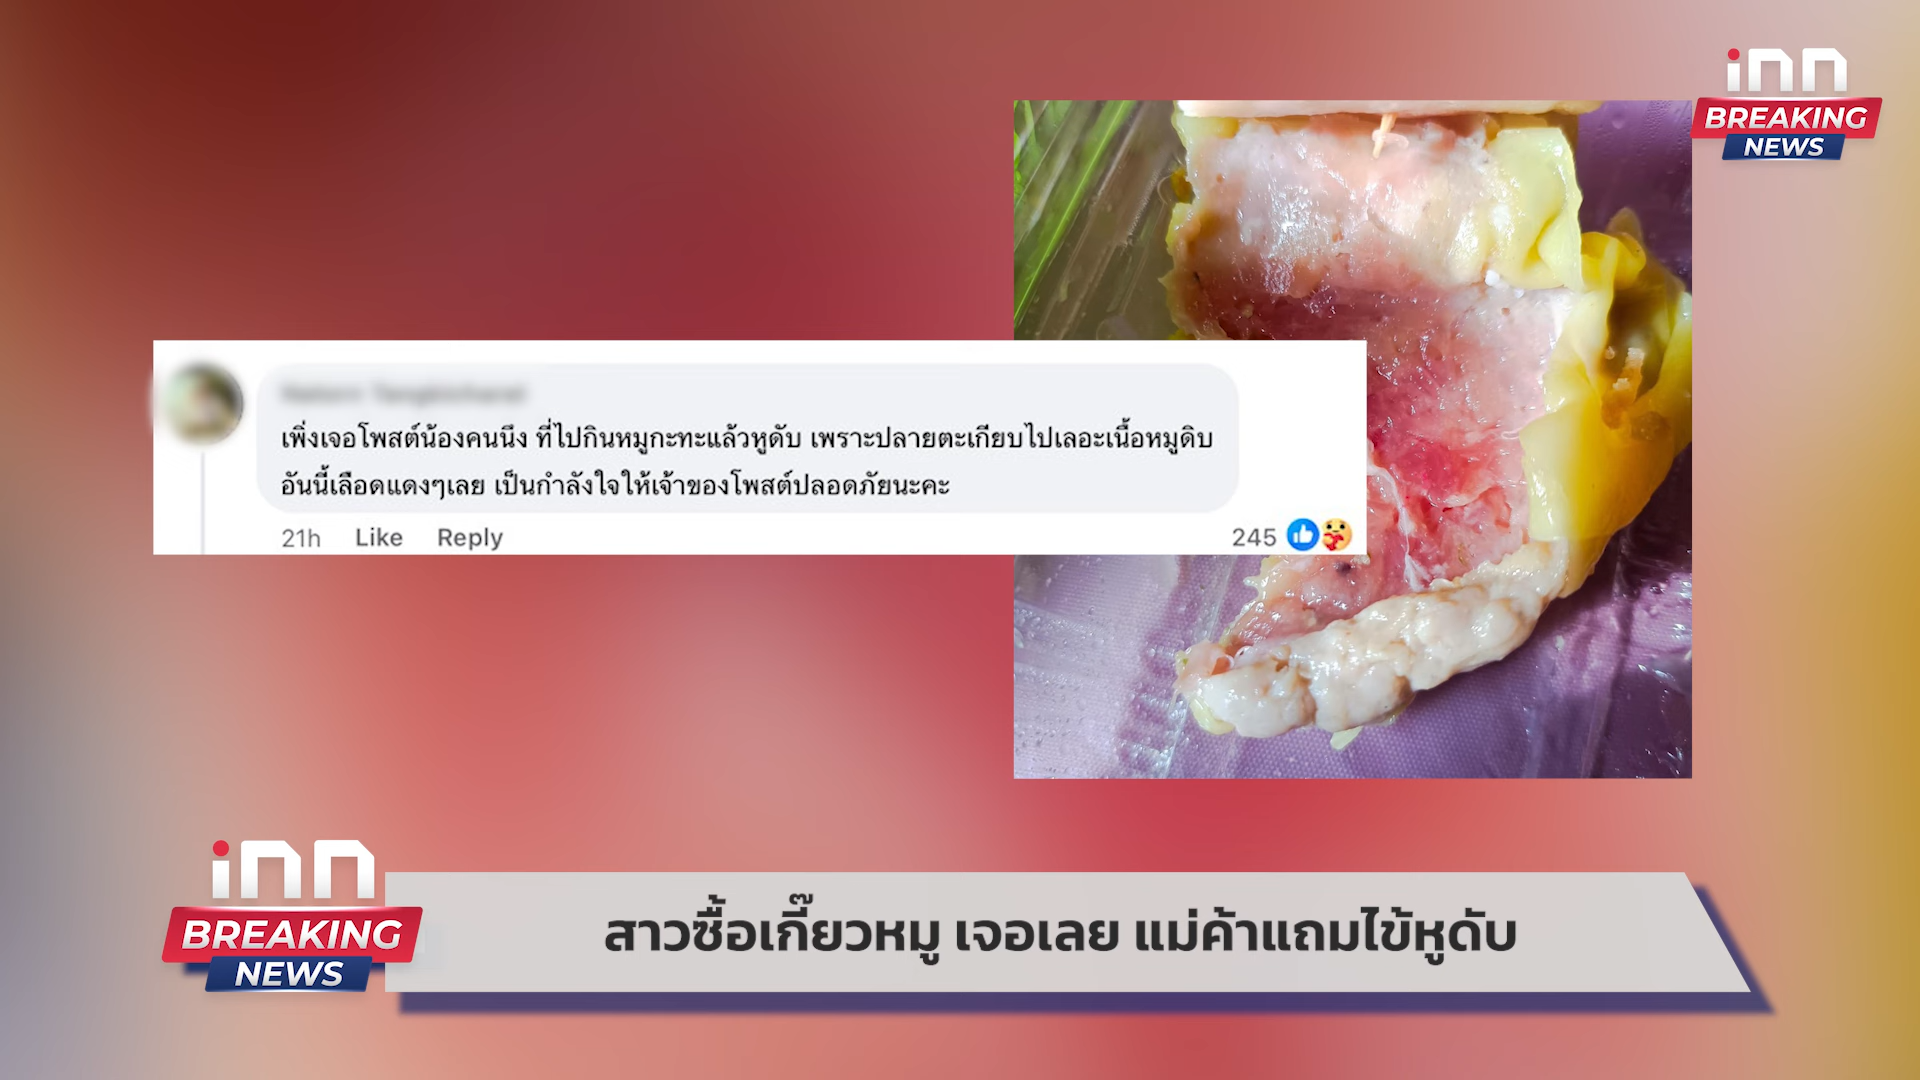 inn
BREAKING
NEWS
เพิ่งเจอโพสต์น้องคนนึง ที่ไปกินหมูกะทะแล้วหูดับ เพราะปลายตะเกียบไปเลอะเนื้อหมูดิบ
อันนี้เลือดแดงๆเลย เป็นกำลังใจให้เจ้าของโพสต์ปลอดภัยนะคะ
21h Like Reply 245
inn
BREAKING
NEWS
สาวซื้อเกี๊ยวหมู เจอเลย แม่ค้าแถมไข้หูดับ